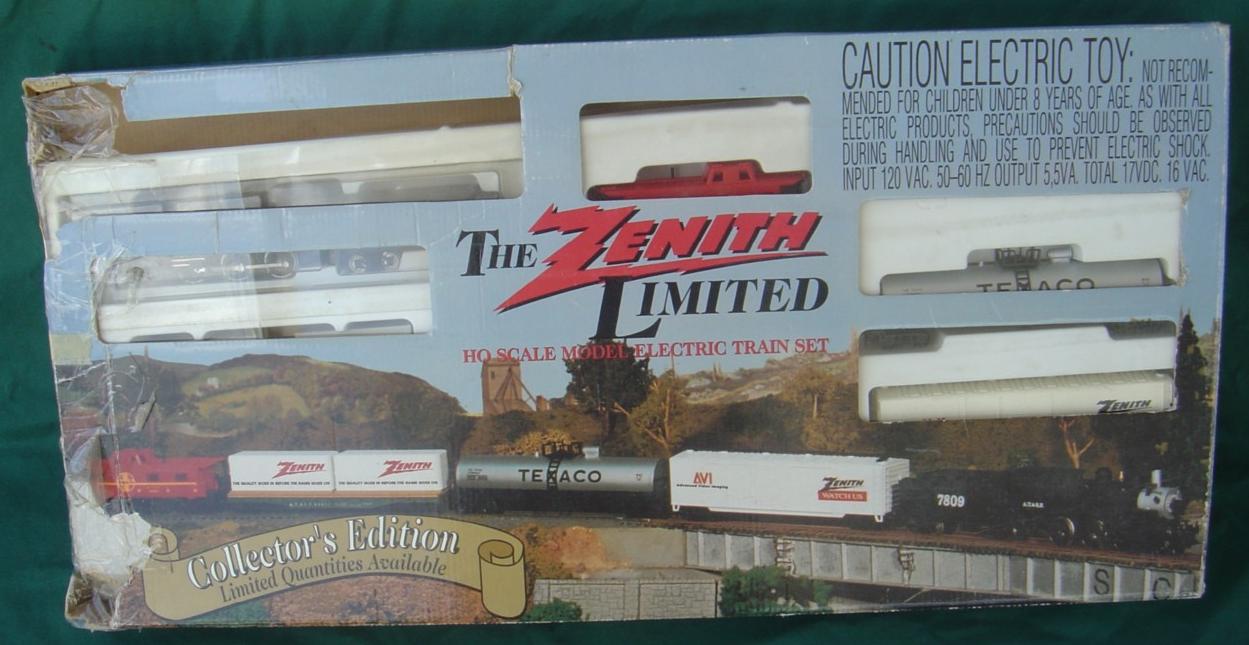 CAUTION ELECTRIC TOY: NOT RECOM-
MENDED FOR CHILDREN UNDER 8 YEARS OF AGE. AS WITH ALL
ELECTRIC PRODUCTS, PRECAUTIONS SHOULD BE OBSERVED
DURING HANDLING AND USE TO PREVENT ELECTRIC SHOCK.
INPUT 120 VAC. 50-60 HZ OUTPUT 5,5VA. TOTAL 17VDC. 16 VAC.
THE ZENITH
LIMITED
HO SCALE MODEL ELECTRIC TRAIN SET
TEXACO
ZENITH
ZENITH
ZENITH
TEXACO
AVI
ZENITH
WATCH US
7809
Collector's Edition
Limited Quantities Available
S C